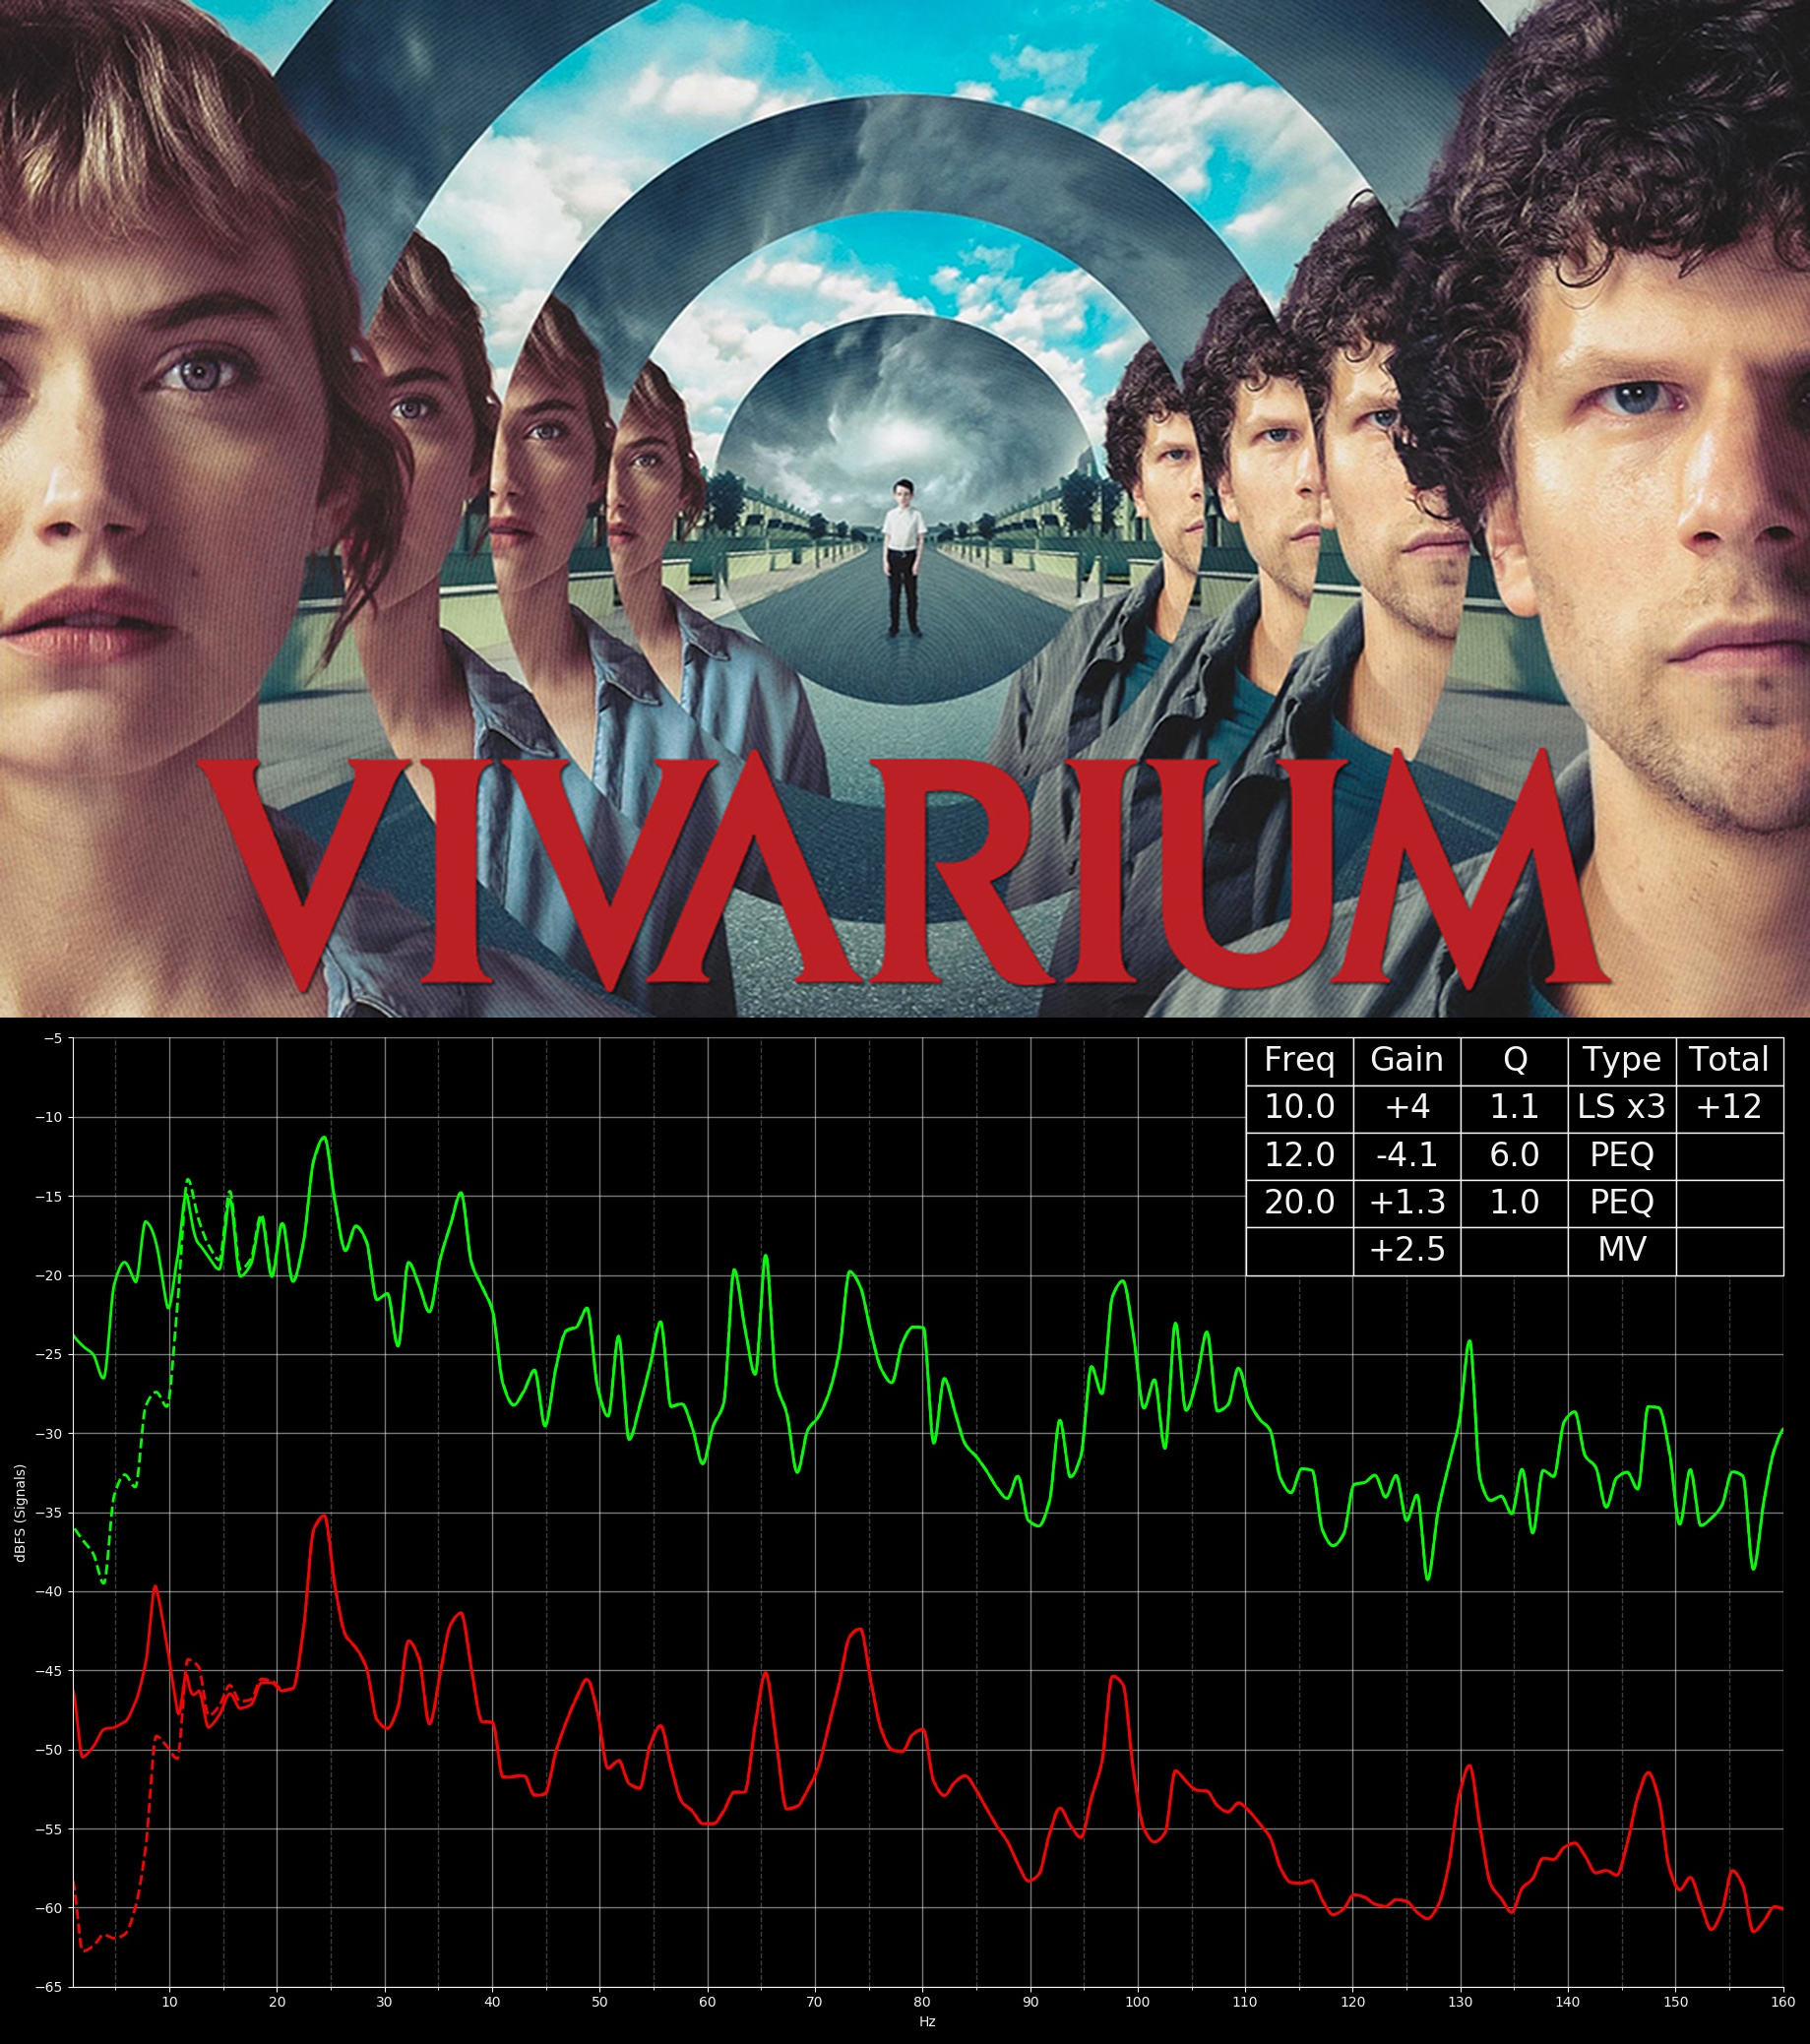 VIVARIUM
Freq Gain Q Type Total
10.0 +4 1.1 LS x3 +12
12.0 -4.1 6.0 PEQ
20.0 +1.3 1.0 PEQ
+2.5 MV
−5
−10
−15
−20
−25
−30
−35
−40
−45
−50
−55
−60
−65
dBFS (Signals)
10 20 30 40 50 60 70 80 90 100 110 120 130 140 150 160
Hz